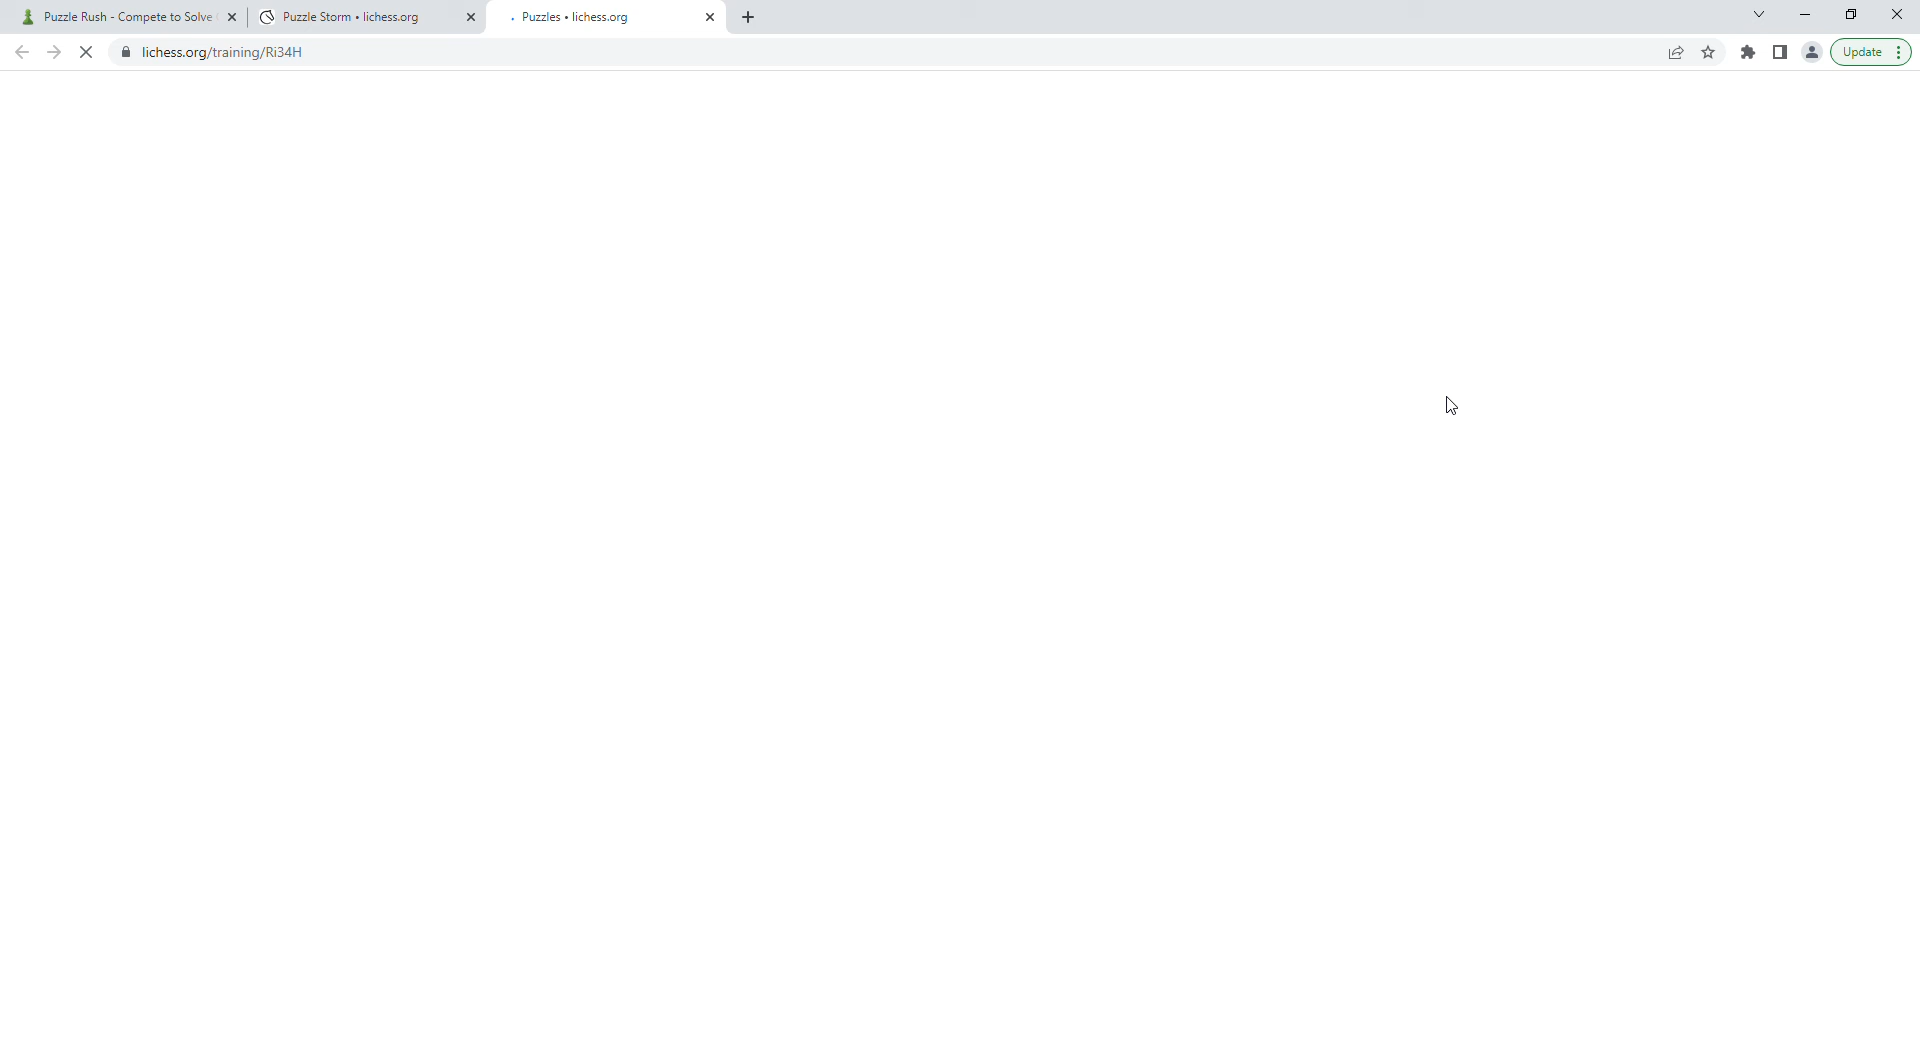 Puzzle Rush - Compete to Solve
Puzzle Storm • lichess.org
Puzzles • lichess.org
lichess.org/training/Ri34H
Update